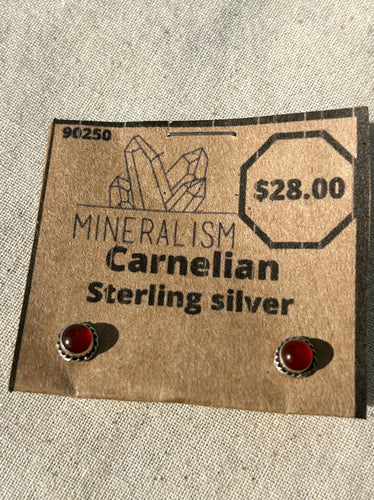 90250
$28.00
MINERALISM
Carnelian
Sterling silver